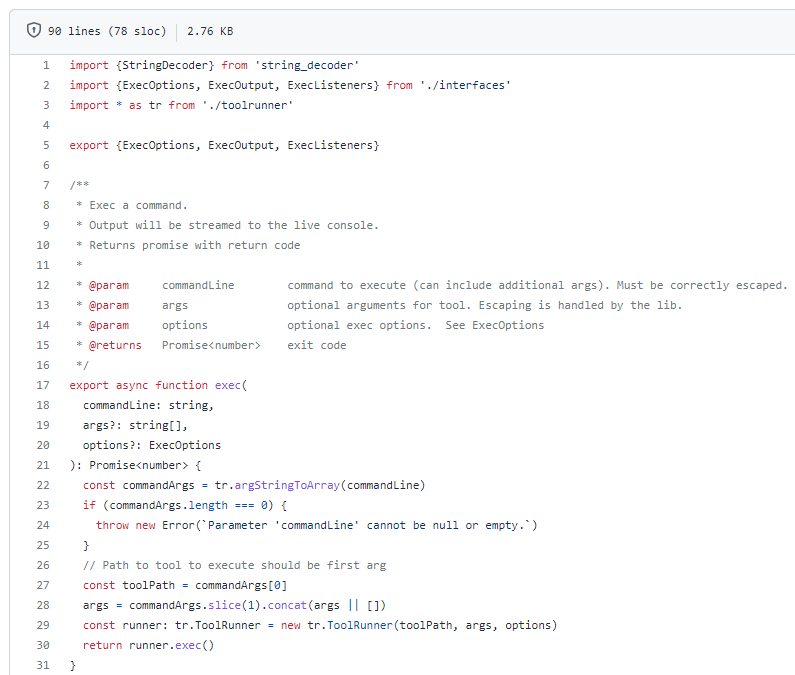 90 lines (78 sloc) 2.76 KB
1 import {StringDecoder} from 'string_decoder'
2 import {ExecOptions, ExecOutput, ExecListeners} from './interfaces'
3 import * as tr from './toolrunner'
4
5 export {ExecOptions, ExecOutput, ExecListeners}
6
7 /**
8  * Exec a command.
9  * Output will be streamed to the live console.
10  * Returns promise with return code
11  *
12  * @param     commandLine        command to execute (can include additional args). Must be correctly escaped.
13  * @param     args               optional arguments for tool. Escaping is handled by the lib.
14  * @param     options            optional exec options.  See ExecOptions
15  * @returns   Promise<number>    exit code
16  */
17 export async function exec(
18   commandLine: string,
19   args?: string[],
20   options?: ExecOptions
21 ): Promise<number> {
22   const commandArgs = tr.argStringToArray(commandLine)
23   if (commandArgs.length === 0) {
24     throw new Error(`Parameter 'commandLine' cannot be null or empty.`)
25   }
26   // Path to tool to execute should be first arg
27   const toolPath = commandArgs[0]
28   args = commandArgs.slice(1).concat(args || [])
29   const runner: tr.ToolRunner = new tr.ToolRunner(toolPath, args, options)
30   return runner.exec()
31 }